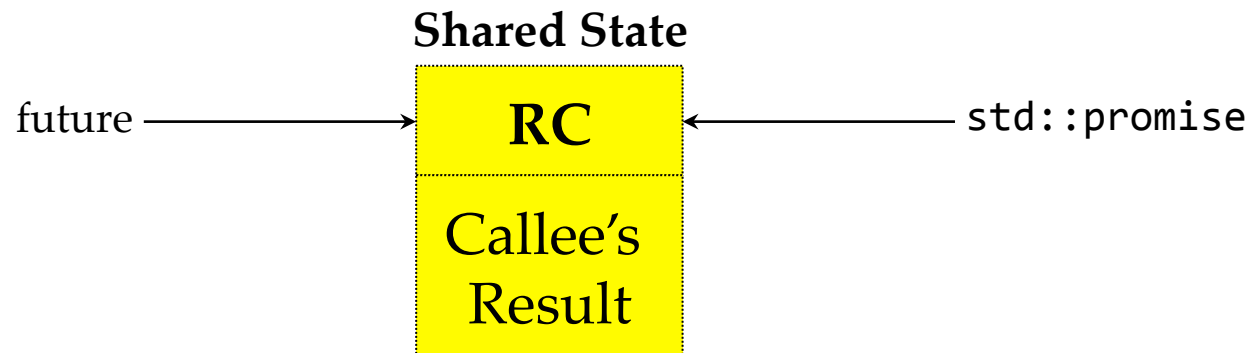 Shared State
future
RC
std::promise
Callee’s
Result